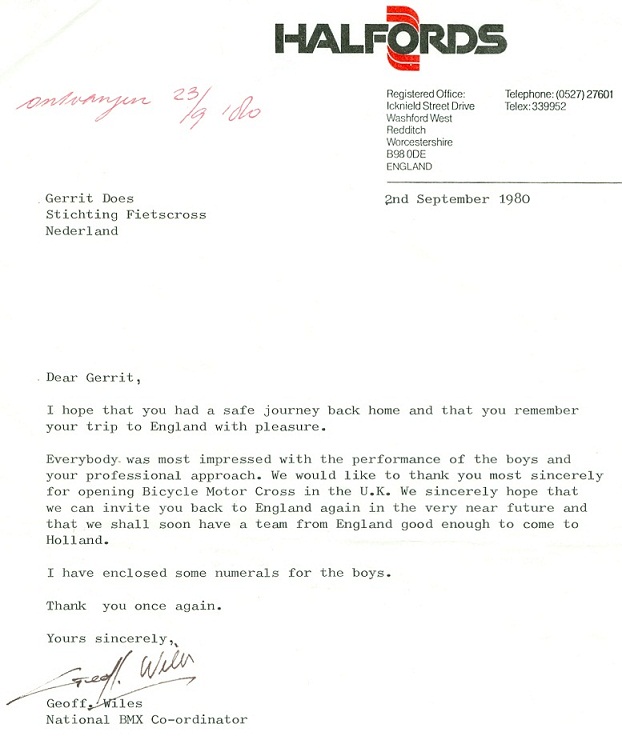 HALFORDS
ontvangen 23/9 '80
Registered Office:
Icknield Street Drive
Washford West
Redditch
Worcestershire
B98 0DE
ENGLAND
Telephone: (0527) 27601
Telex: 339952
2nd September 1980
Gerrit Does
Stichting Fietscross
Nederland
Dear Gerrit,
I hope that you had a safe journey back home and that you remember
your trip to England with pleasure.
Everybody was most impressed with the performance of the boys and
your professional approach. We would like to thank you most sincerely
for opening Bicycle Motor Cross in the U.K. We sincerely hope that
we can invite you back to England again in the very near future and
that we shall soon have a team from England good enough to come to
Holland.
I have enclosed some numerals for the boys.
Thank you once again.
Yours sincerely,
Geoff. Wiles
Geoff. Wiles
National BMX Co-ordinator